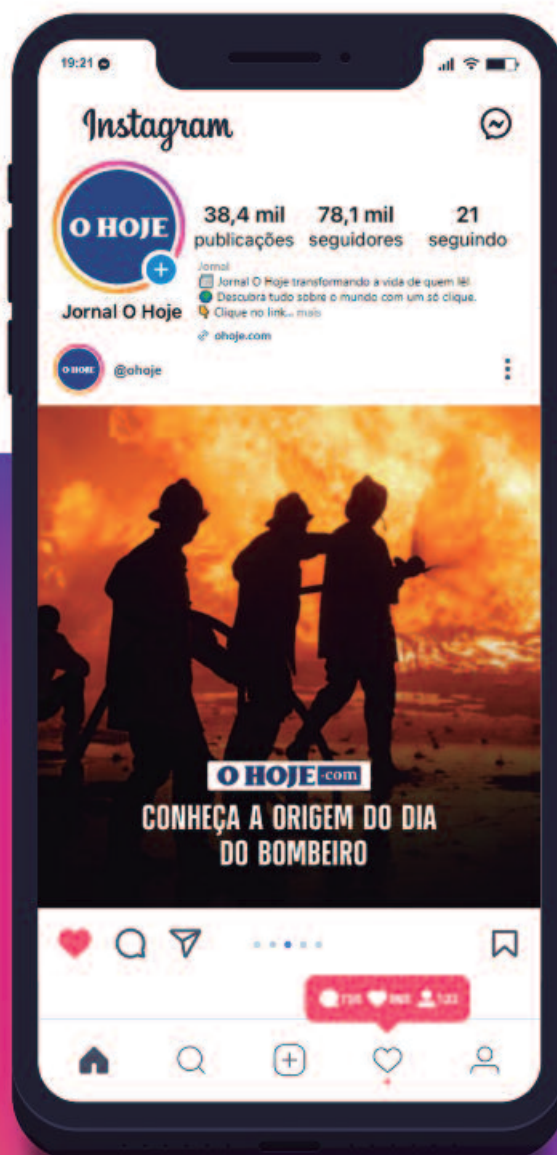 19:21
Instagram
O HOJE
38,4 mil
publicações
78,1 mil
seguidores
21
seguindo
Jornal O Hoje
Jornal
Jornal O Hoje transformando a vida de quem lê!
Descubra tudo sobre o mundo com um só clique.
Clique no link... mais
ohoje.com
O HOJE
@ohoje
O HOJE.com
CONHEÇA A ORIGEM DO DIA
DO BOMBEIRO